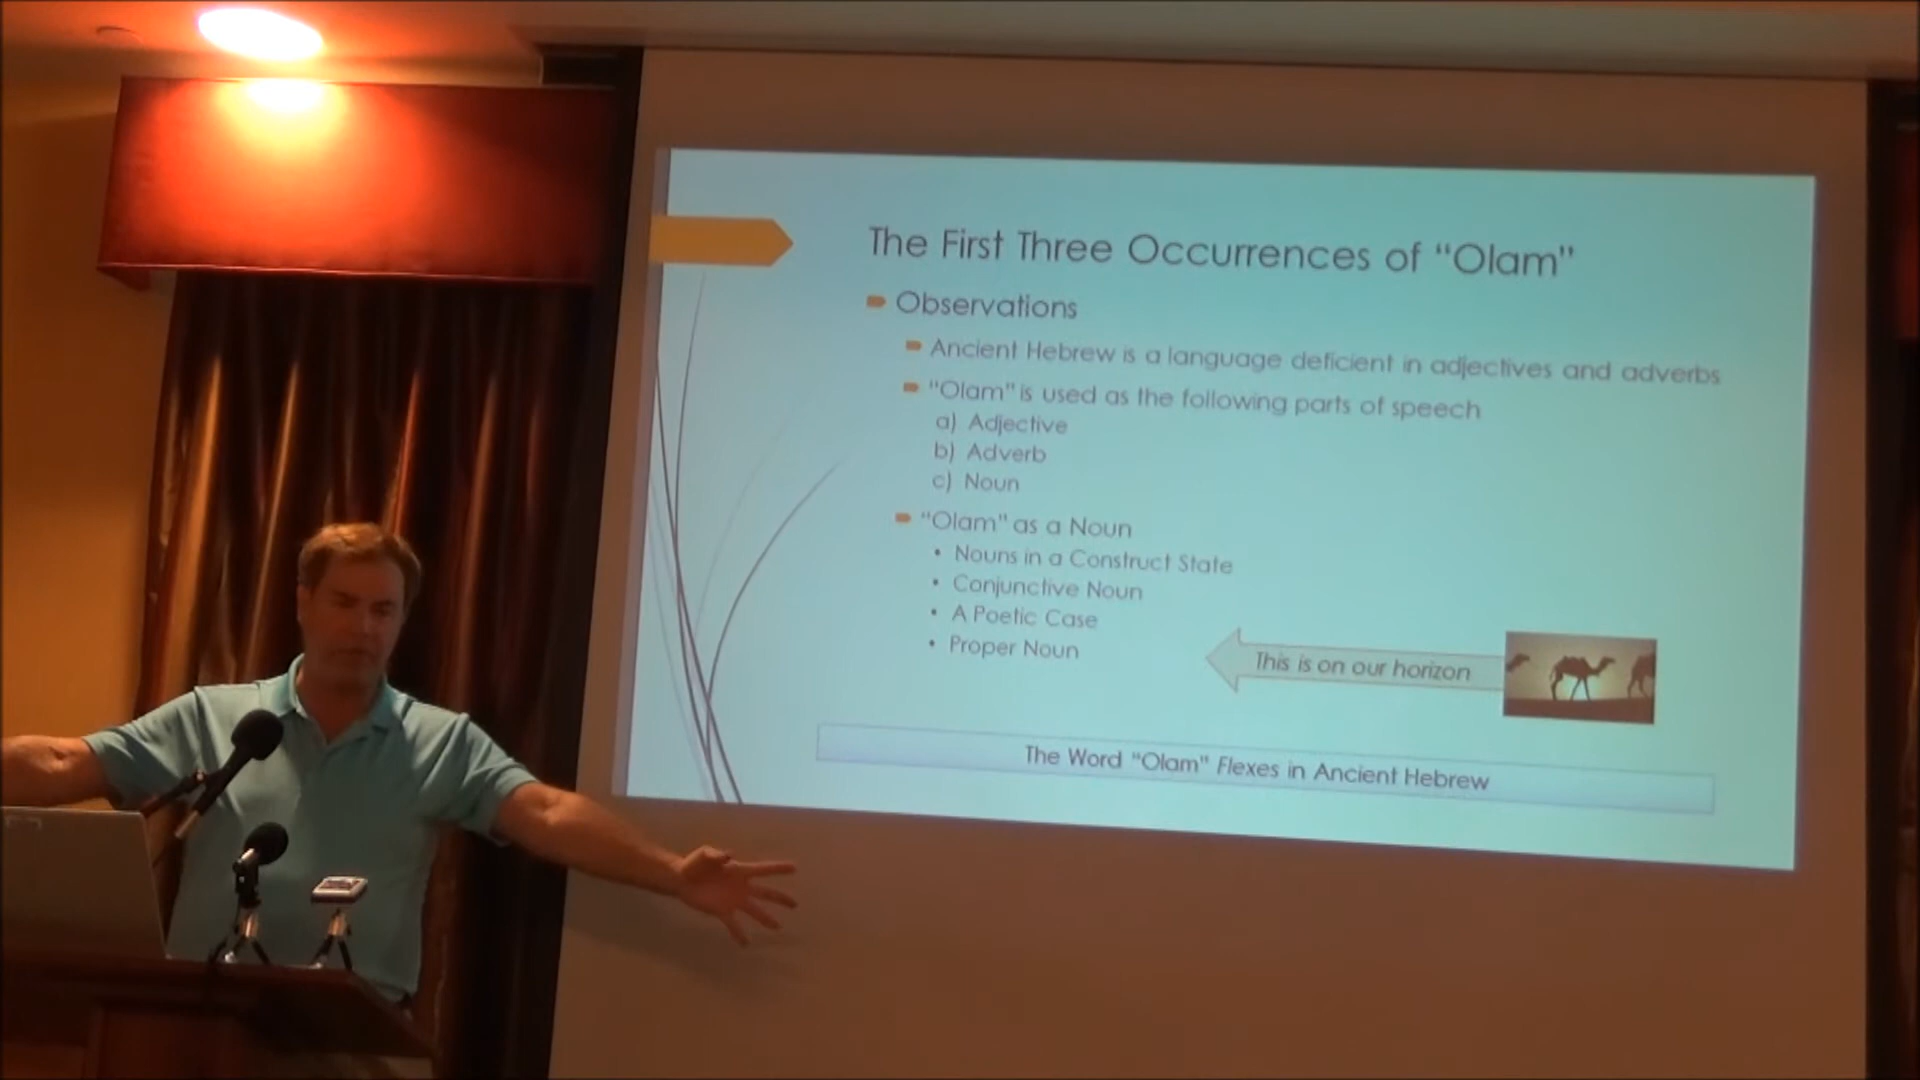 The First Three Occurrences of “Olam”
Observations
Ancient Hebrew is a language deficient in adjectives and adverbs
“Olam” is used as the following parts of speech
a) Adjective
b) Adverb
c) Noun
“Olam” as a Noun
• Nouns in a Construct State
• Conjunctive Noun
• A Poetic Case
• Proper Noun
This is on our horizon
The Word “Olam” Flexes in Ancient Hebrew